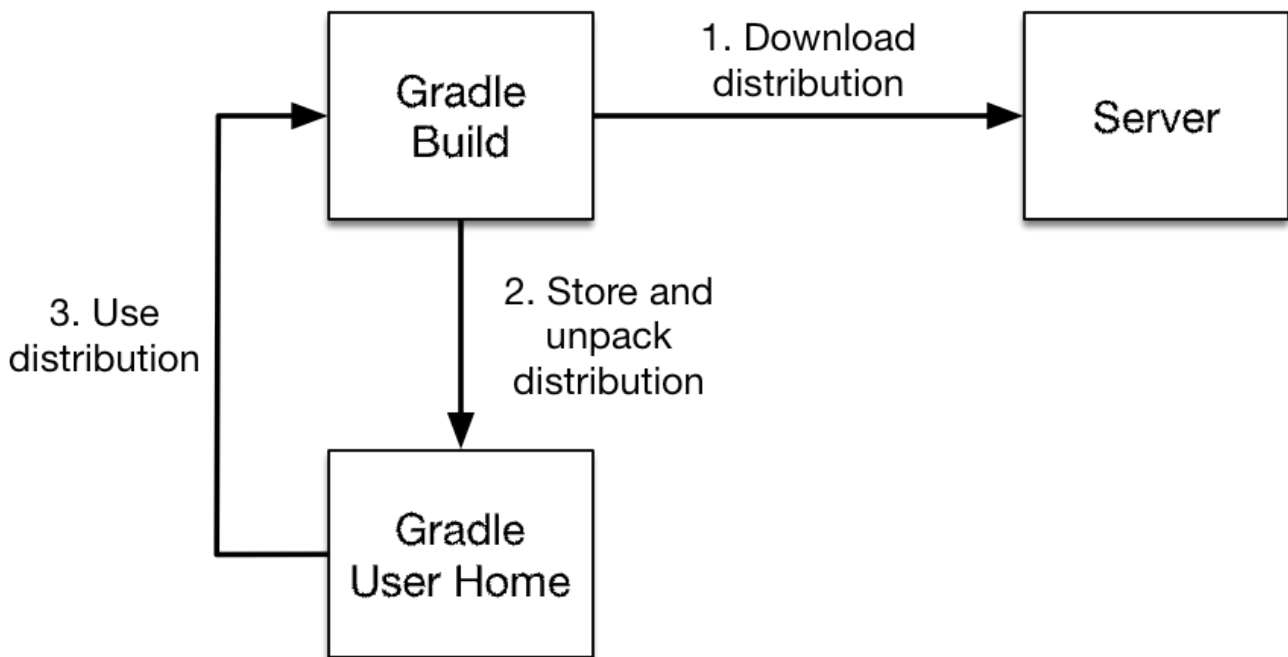 Gradle
Build
1. Download
distribution
Server
3. Use
distribution
2. Store and
unpack
distribution
Gradle
User Home